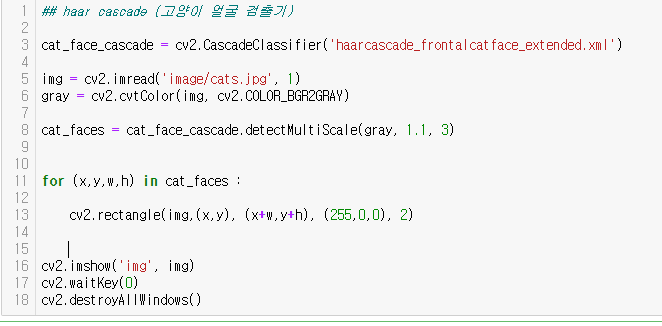 1 ## haar cascade (고양이 얼굴 검출기)
2
3 cat_face_cascade = cv2.CascadeClassifier('haarcascade_frontalcatface_extended.xml')
4
5 img = cv2.imread('image/cats.jpg', 1)
6 gray = cv2.cvtColor(img, cv2.COLOR_BGR2GRAY)
7
8 cat_faces = cat_face_cascade.detectMultiScale(gray, 1.1, 3)
9
10
11 for (x,y,w,h) in cat_faces :
12
13     cv2.rectangle(img,(x,y), (x+w,y+h), (255,0,0), 2)
14
15
16 cv2.imshow('img', img)
17 cv2.waitKey(0)
18 cv2.destroyAllWindows()